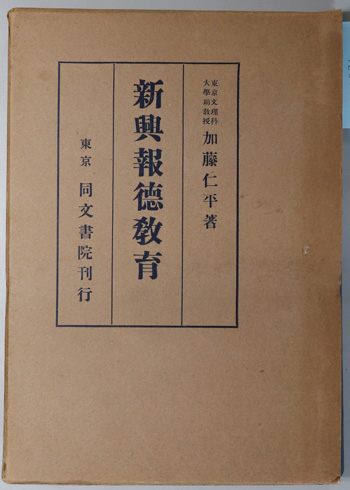 東京文理科
大學助教授
加藤仁平著
新興報德敎育
東京 同文書院刊行